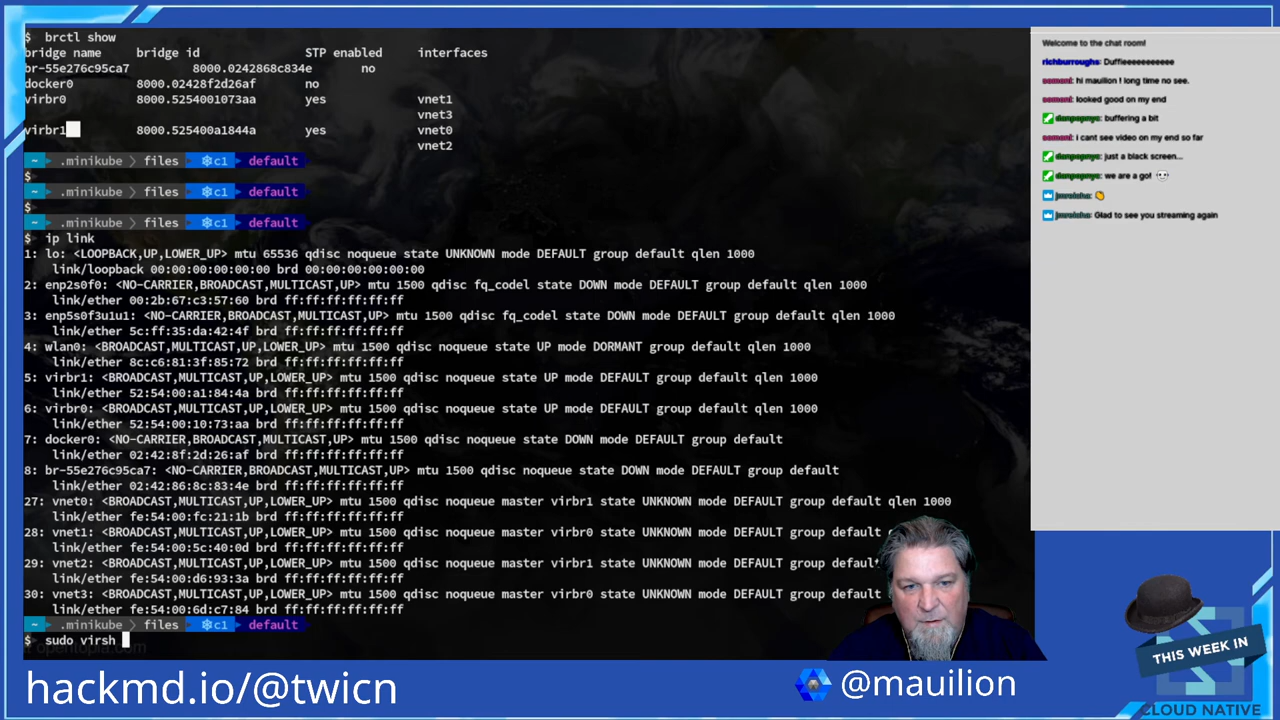 $ brctl show
bridge name bridge id STP enabled interfaces
br-55e276c95ca7 8000.0242868c834e no
docker0 8000.02428f2d26af no
virbr0 8000.5254001073aa yes vnet1
vnet3
virbr1 8000.525400a1844a yes vnet0
vnet2
~ .minikube files ⎈c1 default
$
~ .minikube files ⎈c1 default
$
~ .minikube files ⎈c1 default
$ ip link
1: lo: <LOOPBACK,UP,LOWER_UP> mtu 65536 qdisc noqueue state UNKNOWN mode DEFAULT group default qlen 1000
link/loopback 00:00:00:00:00:00 brd 00:00:00:00:00:00
2: enp2s0f0: <NO-CARRIER,BROADCAST,MULTICAST,UP> mtu 1500 qdisc fq_codel state DOWN mode DEFAULT group default qlen 1000
link/ether 00:2b:67:c3:57:60 brd ff:ff:ff:ff:ff:ff
3: enp5s0f3u1u1: <NO-CARRIER,BROADCAST,MULTICAST,UP> mtu 1500 qdisc fq_codel state DOWN mode DEFAULT group default qlen 1000
link/ether 5c:ff:35:da:42:4f brd ff:ff:ff:ff:ff:ff
4: wlan0: <BROADCAST,MULTICAST,UP,LOWER_UP> mtu 1500 qdisc noqueue state UP mode DORMANT group default qlen 1000
link/ether 8c:c6:81:3f:85:72 brd ff:ff:ff:ff:ff:ff
5: virbr1: <BROADCAST,MULTICAST,UP,LOWER_UP> mtu 1500 qdisc noqueue state UP mode DEFAULT group default qlen 1000
link/ether 52:54:00:a1:84:4a brd ff:ff:ff:ff:ff:ff
6: virbr0: <BROADCAST,MULTICAST,UP,LOWER_UP> mtu 1500 qdisc noqueue state UP mode DEFAULT group default qlen 1000
link/ether 52:54:00:10:73:aa brd ff:ff:ff:ff:ff:ff
7: docker0: <NO-CARRIER,BROADCAST,MULTICAST,UP> mtu 1500 qdisc noqueue state DOWN mode DEFAULT group default
link/ether 02:42:8f:2d:26:af brd ff:ff:ff:ff:ff:ff
8: br-55e276c95ca7: <NO-CARRIER,BROADCAST,MULTICAST,UP> mtu 1500 qdisc noqueue state DOWN mode DEFAULT group default
link/ether 02:42:86:8c:83:4e brd ff:ff:ff:ff:ff:ff
27: vnet0: <BROADCAST,MULTICAST,UP,LOWER_UP> mtu 1500 qdisc noqueue master virbr1 state UNKNOWN mode DEFAULT group default qlen 1000
link/ether fe:54:00:fc:21:1b brd ff:ff:ff:ff:ff:ff
28: vnet1: <BROADCAST,MULTICAST,UP,LOWER_UP> mtu 1500 qdisc noqueue master virbr0 state UNKNOWN mode DEFAULT group default
link/ether fe:54:00:5c:40:0d brd ff:ff:ff:ff:ff:ff
29: vnet2: <BROADCAST,MULTICAST,UP,LOWER_UP> mtu 1500 qdisc noqueue master virbr1 state UNKNOWN mode DEFAULT group default
link/ether fe:54:00:d6:93:3a brd ff:ff:ff:ff:ff:ff
30: vnet3: <BROADCAST,MULTICAST,UP,LOWER_UP> mtu 1500 qdisc noqueue master virbr0 state UNKNOWN mode DEFAULT group default
link/ether fe:54:00:6d:c7:84 brd ff:ff:ff:ff:ff:ff
~ .minikube files ⎈c1 default
$ sudo virsh
Welcome to the chat room!
richburroughs: Duffieeeeeeeeeee
hi mauilion ! long time no see.
looked good on my end
danpopnyc: buffering a bit
i cant see video on my end so far
danpopnyc: just a black screen...
danpopnyc: we are a go!
Glad to see you streaming again
hackmd.io/@twicn
@mauilion
THIS WEEK IN
CLOUD NATIVE